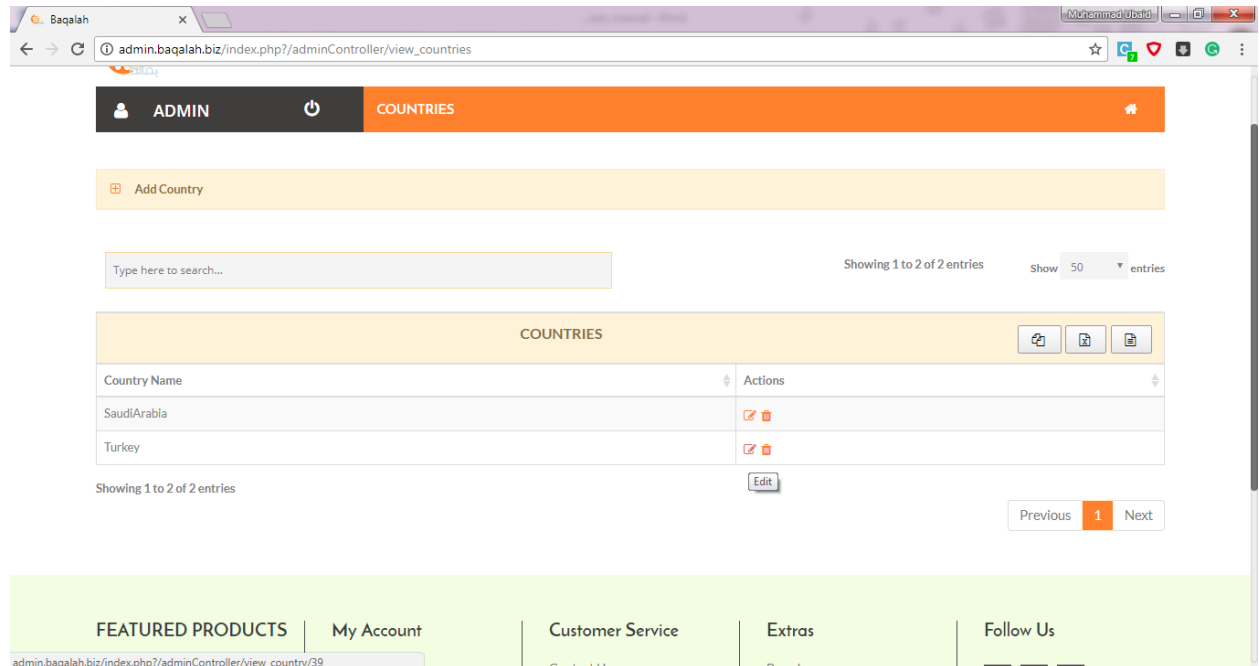 Baqalah
Muhammad Ubaid
admin.baqalah.biz/index.php?/adminController/view_countries
7
ADMIN
COUNTRIES
Add Country
Type here to search...
Showing 1 to 2 of 2 entries
Show 50 entries
COUNTRIES
Country Name Actions
SaudiArabia
Turkey
Edit
Showing 1 to 2 of 2 entries
Previous 1 Next
FEATURED PRODUCTS My Account Customer Service Extras Follow Us
admin.baqalah.biz/index.php?/adminController/view_country/39